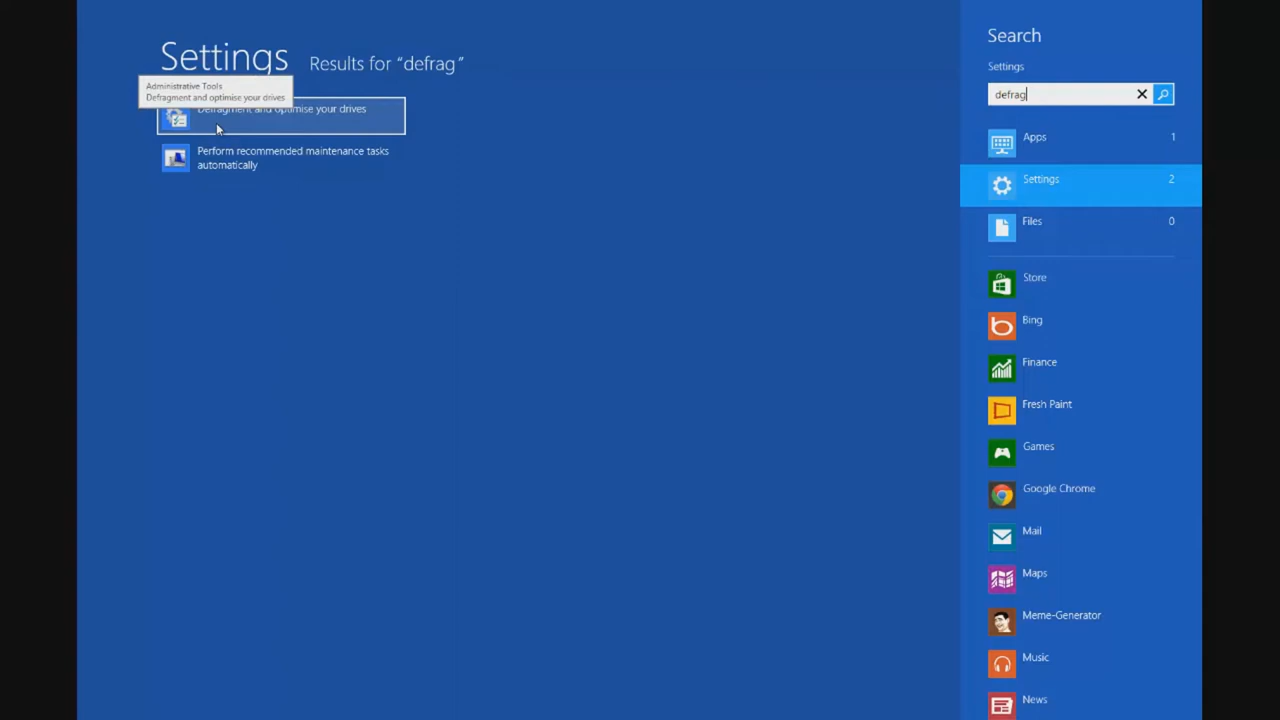 Settings Results for “defrag”
Administrative Tools
Defragment and optimise your drives
Defragment and optimise your drives
Perform recommended maintenance tasks
automatically
Search
Settings
defrag
Apps 1
Settings 2
Files 0
Store
Bing
Finance
Fresh Paint
Games
Google Chrome
Mail
Maps
Meme-Generator
Music
News